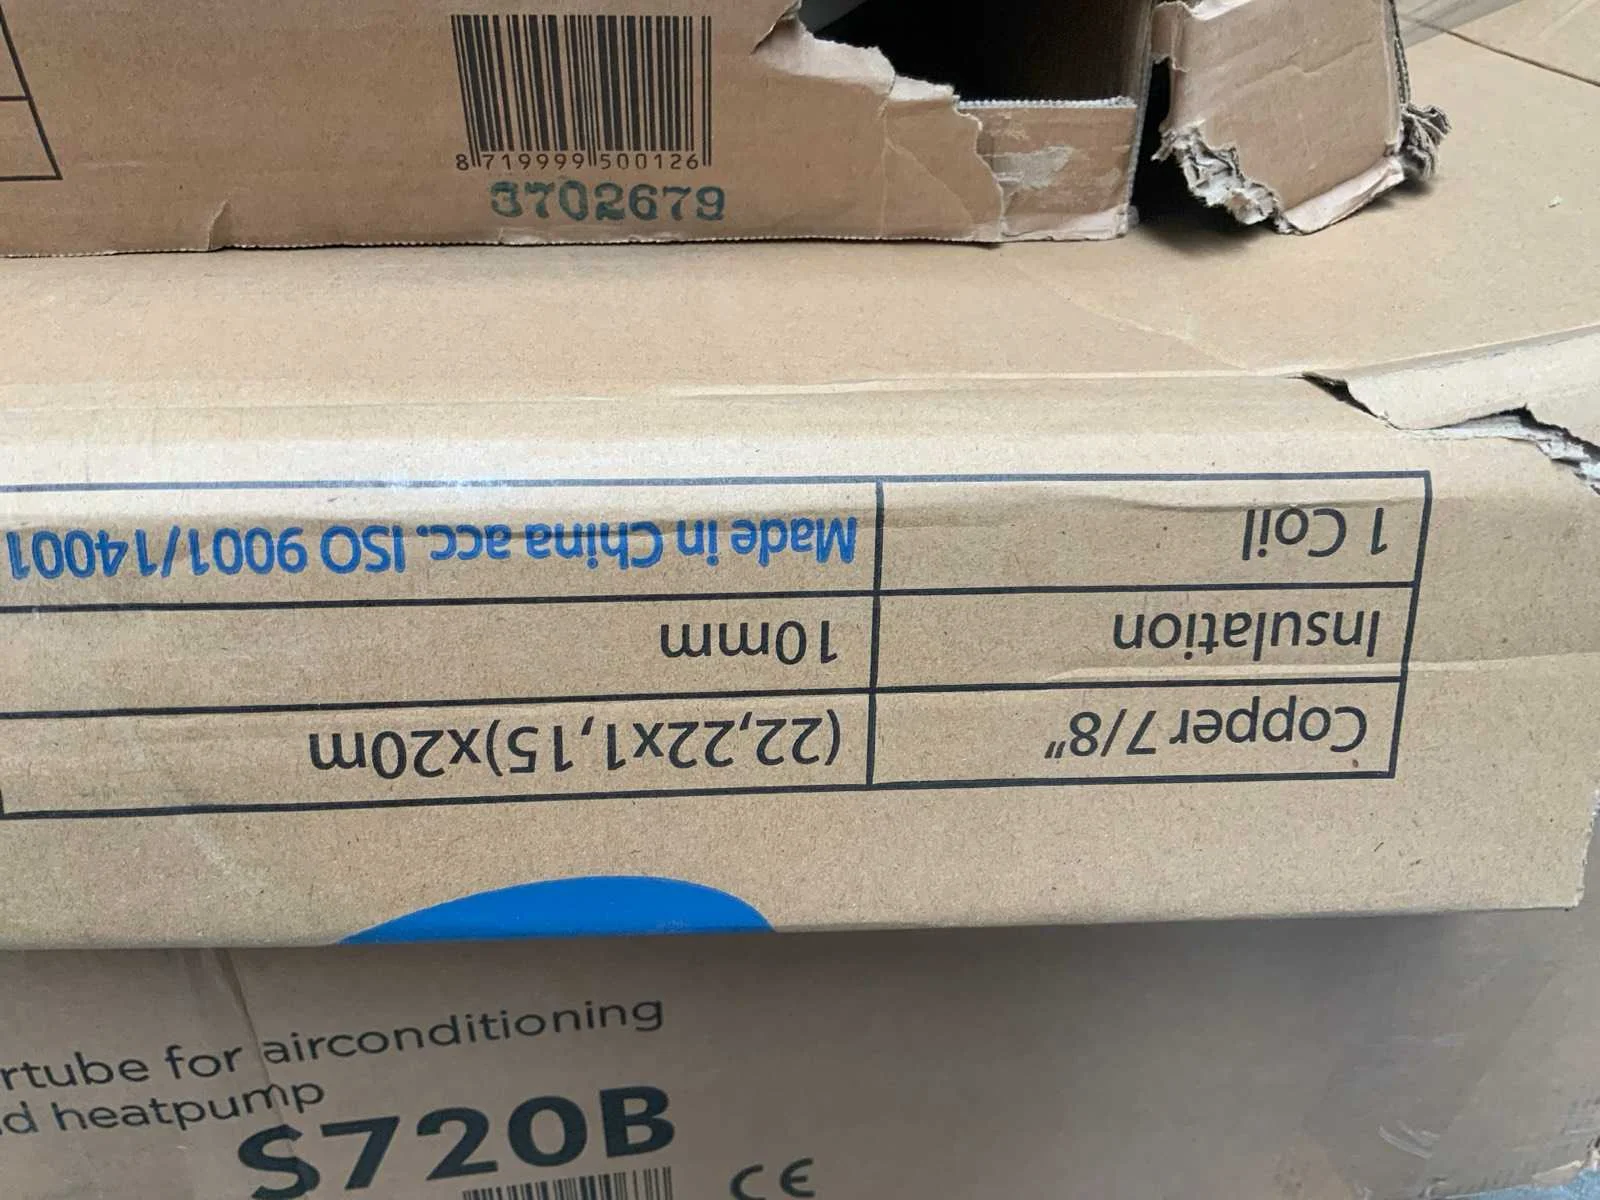 8 719999 500126
3702679
Copper 7/8" (22,22x1,15)x20m
Insulation 10mm
1 Coil Made in China acc. ISO 9001/14001
rtube for airconditioning
d heatpump
S720B
CE